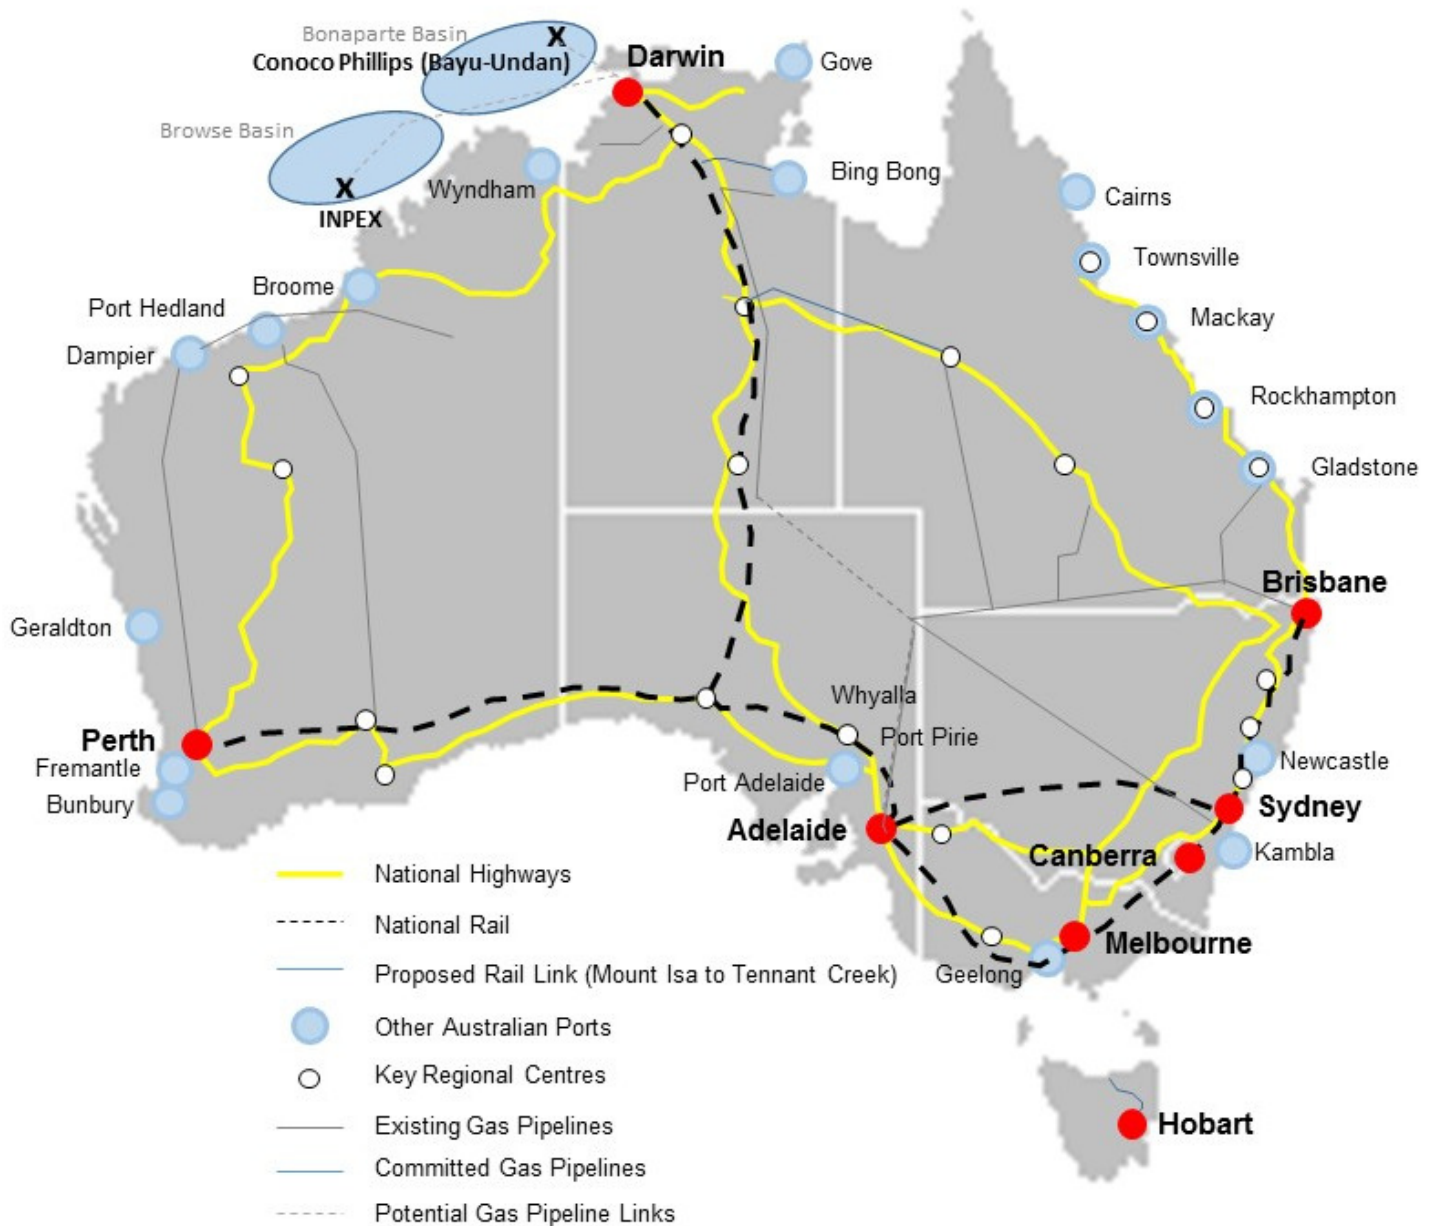 Bonaparte Basin
Conoco Phillips (Bayu-Undan)
X
Darwin
Gove
Browse Basin
X
INPEX
Wyndham
Bing Bong
Cairns
Townsville
Broome
Port Hedland
Dampier
Mackay
Rockhampton
Gladstone
Brisbane
Geraldton
Whyalla
Port Pirie
Perth
Fremantle
Bunbury
Port Adelaide
Newcastle
Sydney
Adelaide
Canberra
Kambla
Melbourne
Geelong
Hobart
National Highways
National Rail
Proposed Rail Link (Mount Isa to Tennant Creek)
Other Australian Ports
Key Regional Centres
Existing Gas Pipelines
Committed Gas Pipelines
Potential Gas Pipeline Links